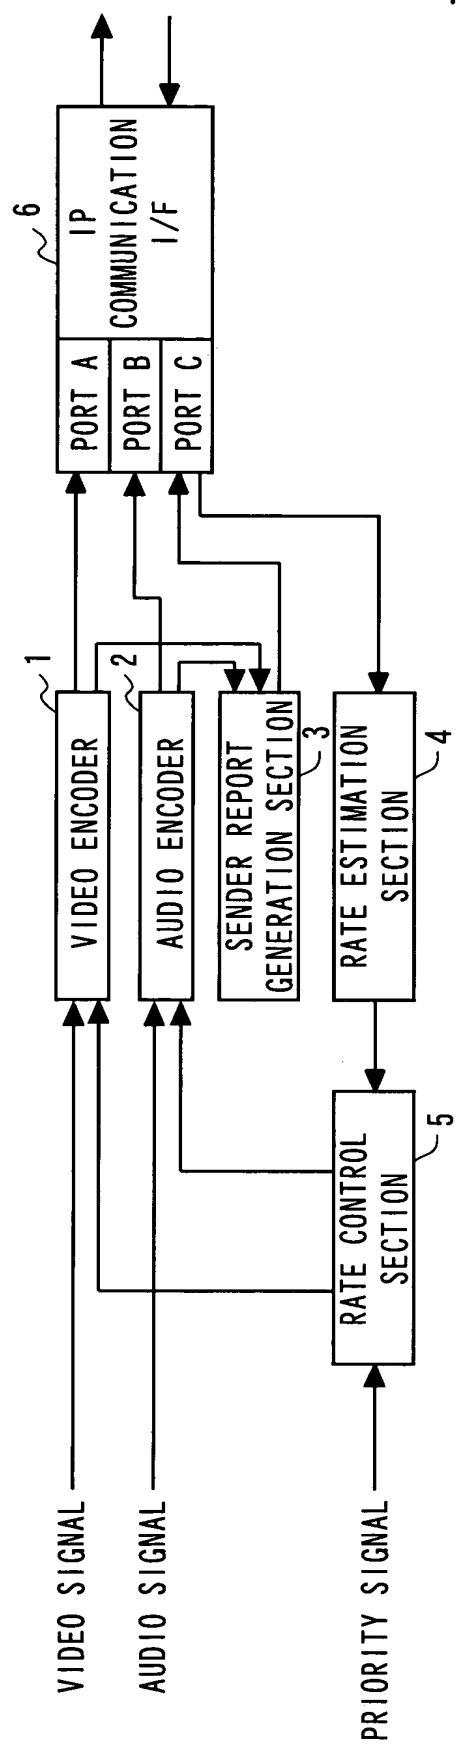 VIDEO SIGNAL
AUDIO SIGNAL
PRIORITY SIGNAL
VIDEO ENCODER
1
AUDIO ENCODER
2
SENDER REPORT
GENERATION SECTION
3
RATE ESTIMATION
SECTION
4
RATE CONTROL
SECTION
5
PORT A
PORT B
PORT C
IP
COMMUNICATION
I/F
6